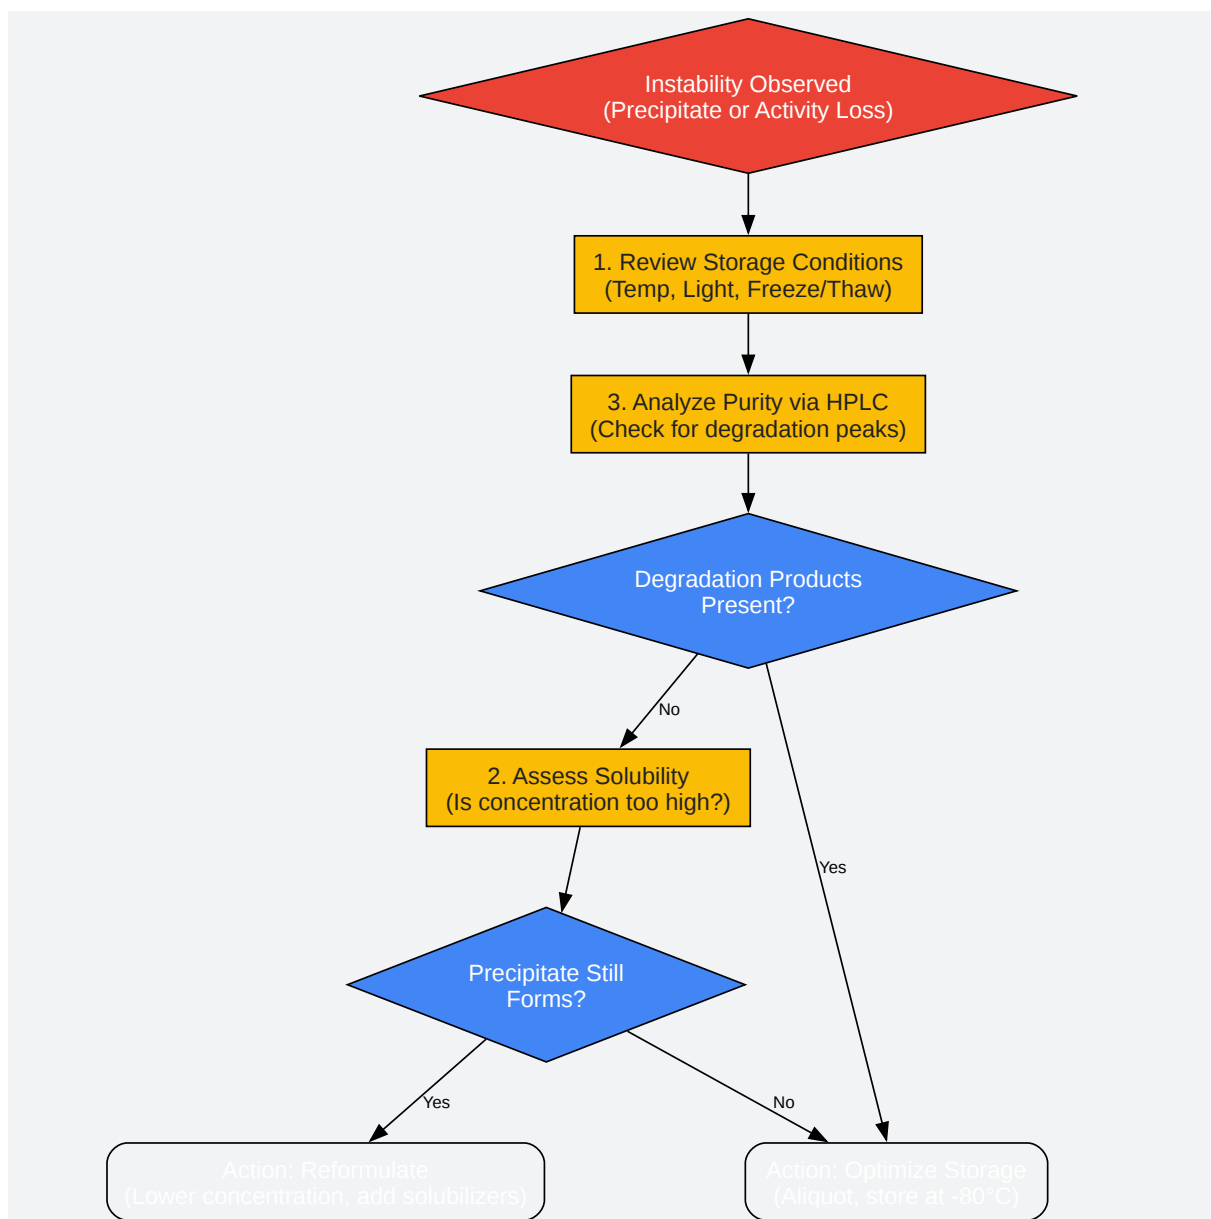 Instability Observed
(Precipitate or Activity Loss)
1. Review Storage Conditions
(Temp, Light, Freeze/Thaw)
3. Analyze Purity via HPLC
(Check for degradation peaks)
Degradation Products
Present?
No
2. Assess Solubility
(Is concentration too high?)
Yes
Precipitate Still
Forms?
Yes
No
Action: Reformulate
(Lower concentration, add solubilizers)
Action: Optimize Storage
(Aliquot, store at -80°C)